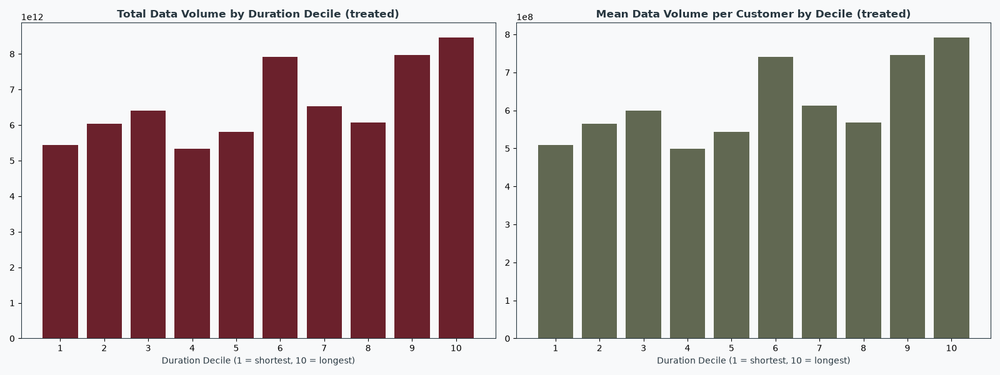 Total Data Volume by Duration Decile (treated)
1e12
8
7
6
5
4
3
2
1
0
1 2 3 4 5 6 7 8 9 10
Duration Decile (1 = shortest, 10 = longest)
Mean Data Volume per Customer by Decile (treated)
1e8
8
7
6
5
4
3
2
1
0
1 2 3 4 5 6 7 8 9 10
Duration Decile (1 = shortest, 10 = longest)